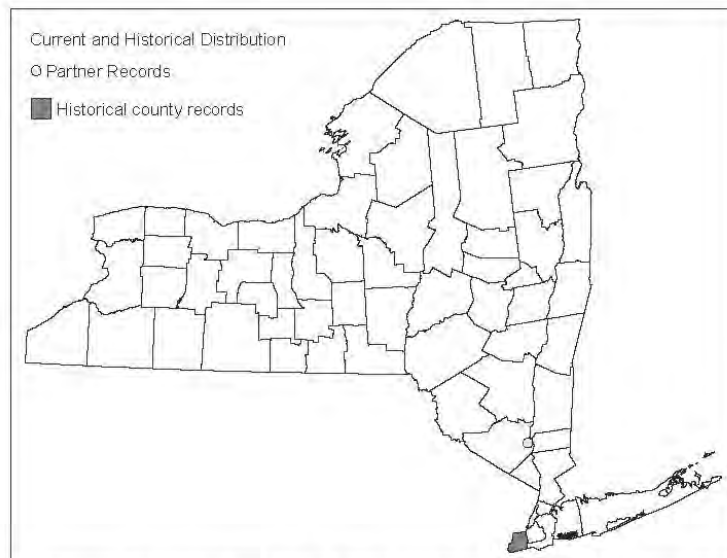 Current and Historical Distribution
Partner Records
Historical county records